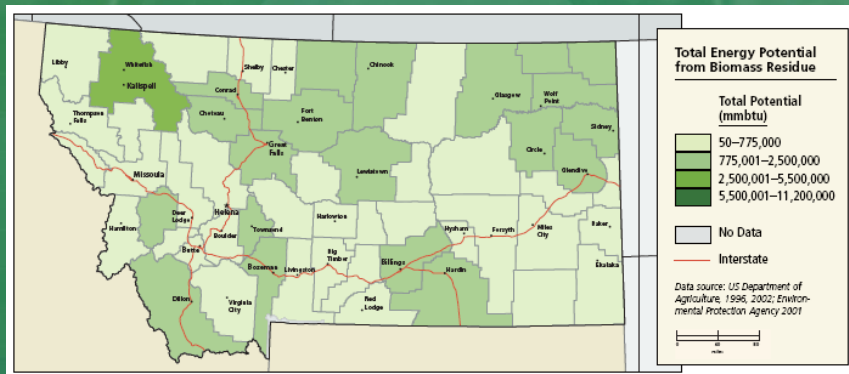 Libby
Whitefish
Kalispell
Shelby
Chester
Chinook
Conrad
Choteau
Fort
Benton
Glasgow
Wolf
Point
Sidney
Thompson
Falls
Great
Falls
Circle
Glendive
Missoula
Lewistown
Helena
Hamilton
Deer
Lodge
Boulder
Townsend
Harlowton
Butte
Hysham
Forsyth
Miles
City
Baker
Bozeman
Livingston
Big
Timber
Billings
Hardin
Ekalaka
Dillon
Virginia
City
Red
Lodge
Total Energy Potential
from Biomass Residue
Total Potential
(mmbtu)
50–775,000
775,001–2,500,000
2,500,001–5,500,000
5,500,001–11,200,000
No Data
Interstate
Data source: US Department of
Agriculture, 1996, 2002; Environ-
mental Protection Agency 2001